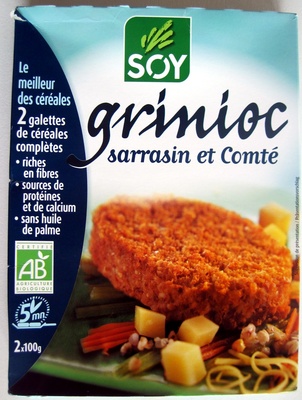 SOY
Le
meilleur
des céréales
2 galettes
de céréales
complètes
• riches
en fibres
• sources de
protéines
et de calcium
• sans huile
de palme
grinioc
sarrasin et Comté
CERTIFIÉ
AB
AGRICULTURE
BIOLOGIQUE
5 mn
2x100g